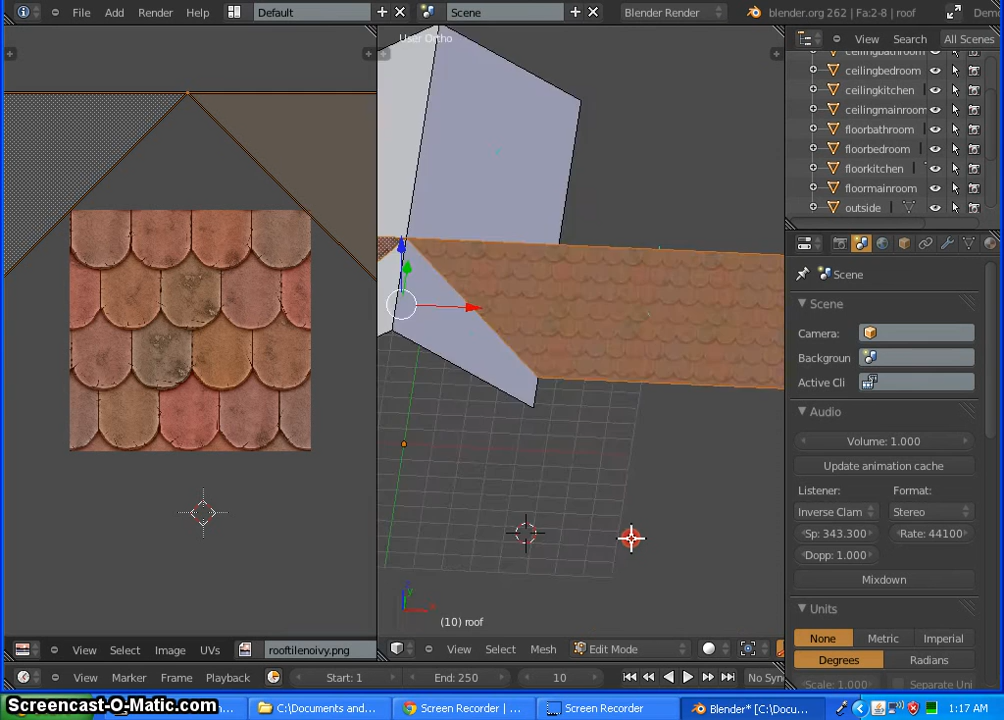 File Add Render Help Default Scene Blender Render blender.org 262 | Fa:2-8 | roof
User Ortho
View Search All Scenes
ceilingbathroom
ceilingbedroom
ceilingkitchen
ceilingmainroom
floorbathroom
floorbedroom
floorkitchen
floormainroom
outside
Scene
Scene
Camera:
Backgroun
Active Cli
Audio
Volume: 1.000
Update animation cache
Listener: Format:
Inverse Clam Stereo
Sp: 343.300 Rate: 44100
Dopp: 1.000
Mixdown
Units
None Metric Imperial
Degrees Radians
Scale: 1.000 Separate Uni
y
(10) roof
View Select Image UVs rooftilenoivy.png View Select Mesh Edit Mode
View Marker Frame Playback Start: 1 End: 250 10 No Syn
Screencast-O-Matic.com C:\Documents and... Screen Recorder | ... Screen Recorder Blender* [C:\Docu... 1:17 AM